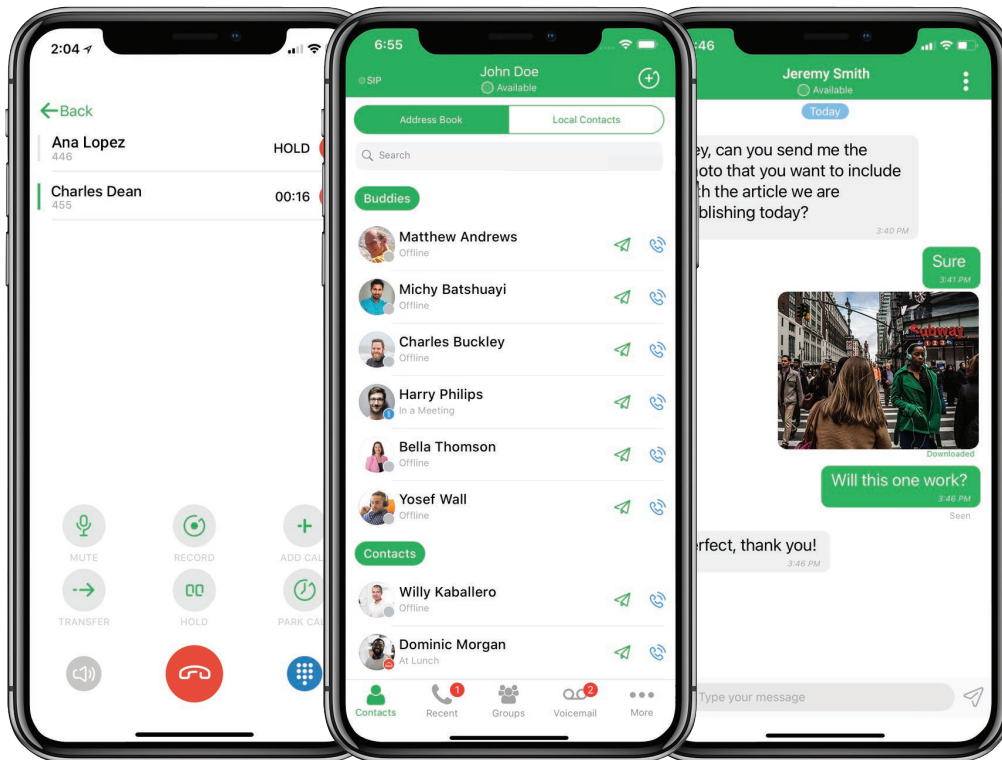 2:04
Back
Ana Lopez
446
HOLD
Charles Dean
455
00:16
MUTE
RECORD
ADD CAL
TRANSFER
HOLD
PARK CAL
6:55
SIP
John Doe
Available
Address Book
Local Contacts
Search
Buddies
Matthew Andrews
Offline
Michy Batshuayi
Offline
Charles Buckley
Offline
Harry Philips
In a Meeting
Bella Thomson
Offline
Yosef Wall
Offline
Contacts
Willy Kaballero
Offline
Dominic Morgan
At Lunch
Contacts
1
Recent
Groups
2
Voicemail
More
:46
Jeremy Smith
Available
Today
ey, can you send me the
oto that you want to include
th the article we are
blishing today?
3:40 PM
Sure
3:41 PM
Subway
1 2 3
Downloaded
Will this one work?
3:46 PM
Seen
rfect, thank you!
3:46 PM
Type your message